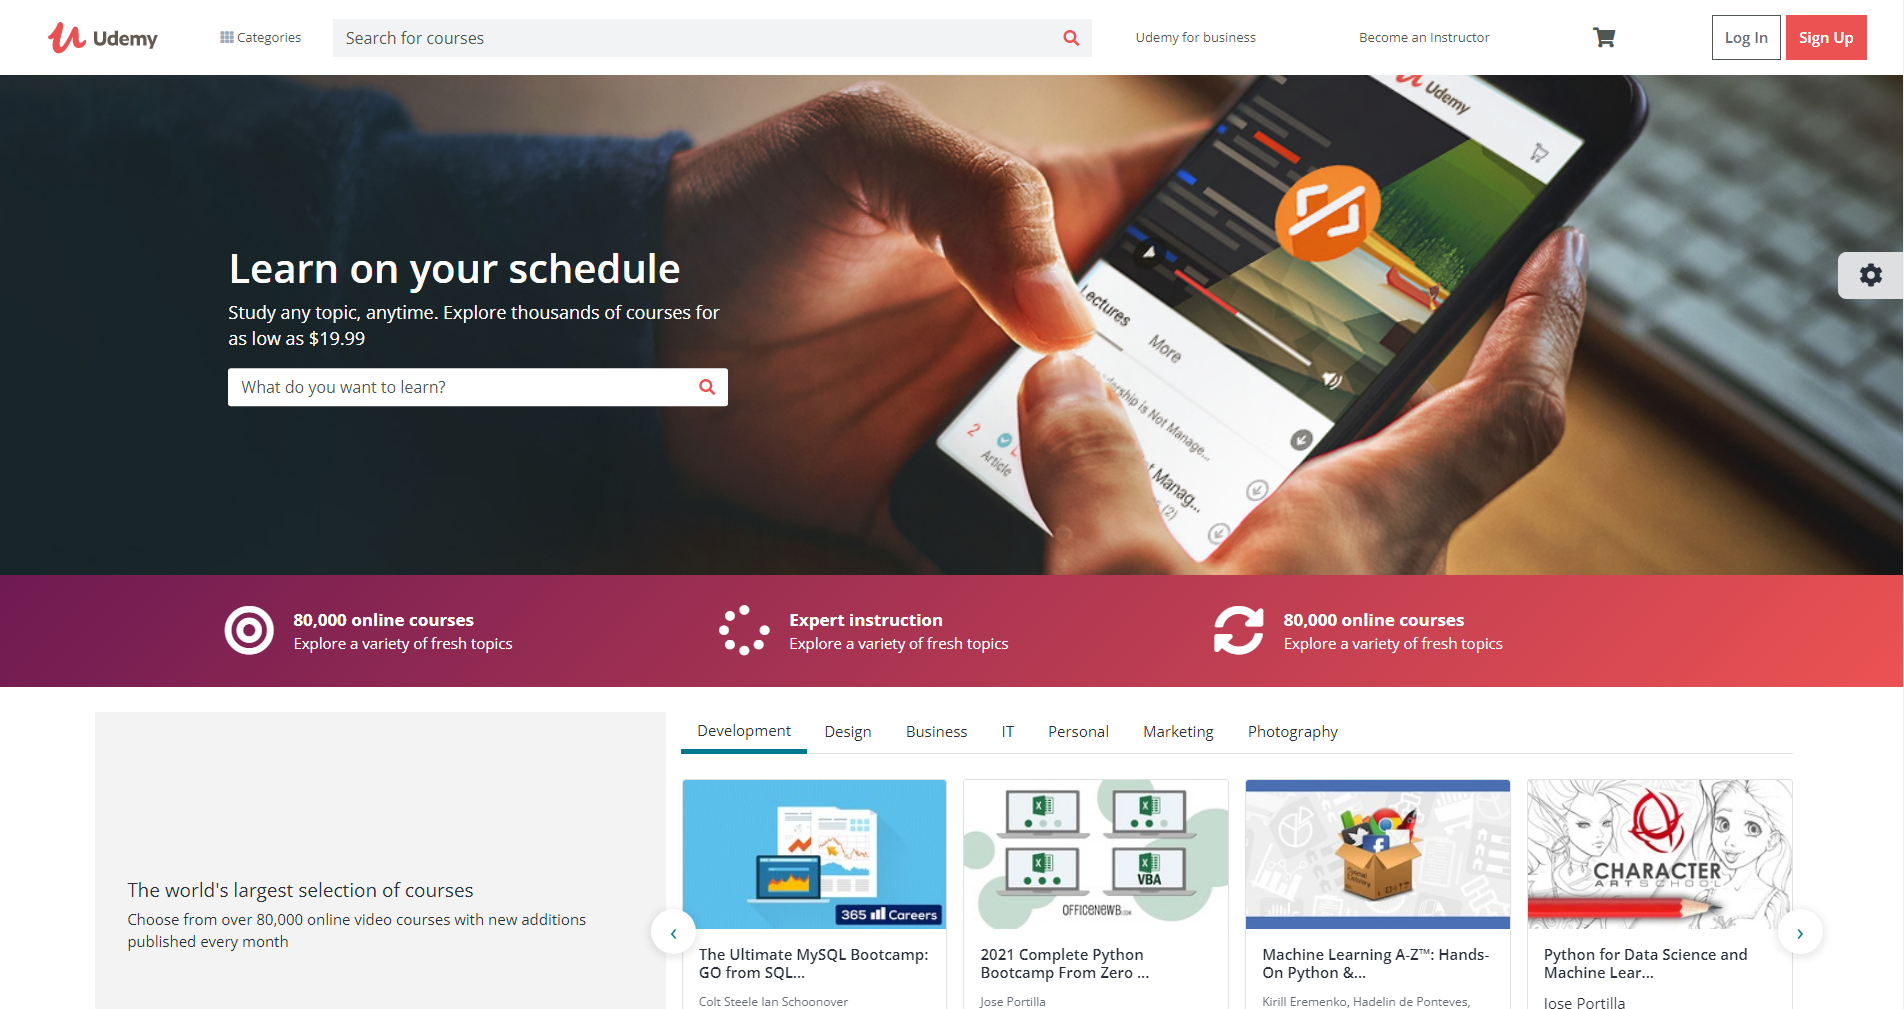 Udemy
Categories
Search for courses
Udemy for business
Become an Instructor
Log In
Sign Up
Udemy
Lectures
More
2
Article
Learn on your schedule
Study any topic, anytime. Explore thousands of courses for
as low as $19.99
What do you want to learn?
80,000 online courses
Explore a variety of fresh topics
Expert instruction
Explore a variety of fresh topics
80,000 online courses
Explore a variety of fresh topics
The world's largest selection of courses
Choose from over 80,000 online video courses with new additions
published every month
Development
Design
Business
IT
Personal
Marketing
Photography
365 Careers
VBA
OFFICENEWB.COM
CHARACTER
ART SCHOOL
The Ultimate MySQL Bootcamp:
GO from SQL...
Colt Steele Ian Schoonover
2021 Complete Python
Bootcamp From Zero ...
Jose Portilla
Machine Learning A-Z™: Hands-
On Python &...
Kirill Eremenko, Hadelin de Ponteves,
Python for Data Science and
Machine Lear...
Jose Portilla